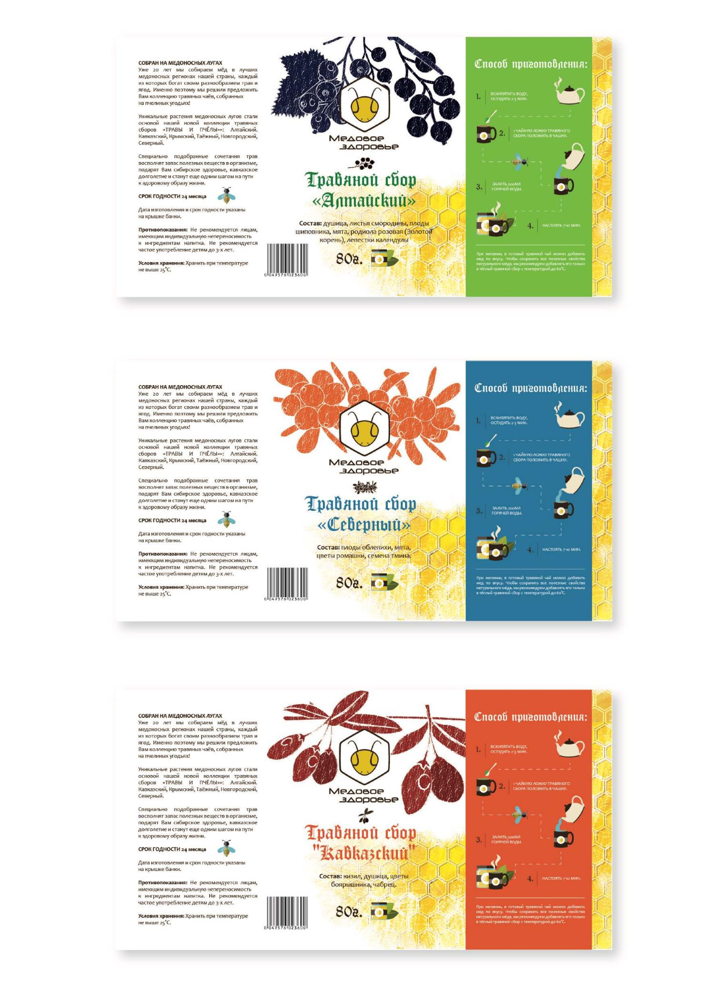 СОБРАН НА МЕДОНОСНЫХ ЛУГАХ
Уже 20 лет мы собираем мёд в лучших
медоносных регионах нашей страны, каждый
из которых богат своим разнообразием трав и
ягод. Именно поэтому мы решили предложить
Вам коллекцию травяных чаёв, собранных
на пчелиных угодьях!
Уникальные растения медоносных лугов стали
основой нашей новой коллекции травяных
сборов «ТРАВЫ И ПЧЁЛЫ»»: Алтайский.
Кавказский, Крымский, Таёжный, Новгородский,
Северный.
Специально подобранные сочетания трав
восполнят запас полезных веществ в организме,
подарят Вам сибирское здоровье, кавказское
долголетие и станут еще одним шагом на пути
к здоровому образу жизни.
СРОК ГОДНОСТИ 24 месяца
Дата изготовления и срок годности указаны
на крышке банки.
Противопоказания: Не рекомендуется лицам,
имеющим индивидуальную непереносимость
к ингредиентам напитка. Не рекомендуется
частое употребление детям до 3-х лет.
Условия хранения: Хранить при температуре
не выше 25°С.
Медовое
здоровье
Травяной сбор
«Алтайский»
Состав: душица, листья смородины, плоды
шиповника, мята, родиола розовая (Золотой
корень), лепестки календулы
80г.
0 049576 023600
Способ приготовления:
1. ВСКИПЯТИТЬ ВОДУ,
ОСТУДИТЬ 2-3 МИН.
2. 1 ЧАЙНУЮ ЛОЖКУ ТРАВЯНОГО
СБОРА ПОЛОЖИТЬ В ЧАШКУ.
3. ЗАЛИТЬ 200МЛ
ГОРЯЧЕЙ ВОДЫ.
4. НАСТОЯТЬ 7-10 МИН.
При желании, в готовый травяной чай можно добавить
мед по вкусу. Чтобы сохранить все полезные свойства
натурального мёда, мы рекомендуем добавлять его только
в тёплый травяной сбор с температурой до 60°С.
СОБРАН НА МЕДОНОСНЫХ ЛУГАХ
Уже 20 лет мы собираем мёд в лучших
медоносных регионах нашей страны, каждый
из которых богат своим разнообразием трав и
ягод. Именно поэтому мы решили предложить
Вам коллекцию травяных чаёв, собранных
на пчелиных угодьях!
Уникальные растения медоносных лугов стали
основой нашей новой коллекции травяных
сборов «ТРАВЫ И ПЧЁЛЫ»»: Алтайский.
Кавказский, Крымский, Таёжный, Новгородский,
Северный.
Специально подобранные сочетания трав
восполнят запас полезных веществ в организме,
подарят Вам сибирское здоровье, кавказское
долголетие и станут еще одним шагом на пути
к здоровому образу жизни.
СРОК ГОДНОСТИ 24 месяца
Дата изготовления и срок годности указаны
на крышке банки.
Противопоказания: Не рекомендуется лицам,
имеющим индивидуальную непереносимость
к ингредиентам напитка. Не рекомендуется
частое употребление детям до 3-х лет.
Условия хранения: Хранить при температуре
не выше 25°С.
Медовое
здоровье
Травяной сбор
«Северный»
Состав: плоды облепихи, мята,
цветы ромашки, семена тмина.
80г.
0 049576 023600
Способ приготовления:
1. ВСКИПЯТИТЬ ВОДУ,
ОСТУДИТЬ 2-3 МИН.
2. 1 ЧАЙНУЮ ЛОЖКУ ТРАВЯНОГО
СБОРА ПОЛОЖИТЬ В ЧАШКУ.
3. ЗАЛИТЬ 200МЛ
ГОРЯЧЕЙ ВОДЫ.
4. НАСТОЯТЬ 7-10 МИН.
При желании, в готовый травяной чай можно добавить
мед по вкусу. Чтобы сохранить все полезные свойства
натурального мёда, мы рекомендуем добавлять его только
в тёплый травяной сбор с температурой до 60°С.
СОБРАН НА МЕДОНОСНЫХ ЛУГАХ
Уже 20 лет мы собираем мёд в лучших
медоносных регионах нашей страны, каждый
из которых богат своим разнообразием трав и
ягод. Именно поэтому мы решили предложить
Вам коллекцию травяных чаёв, собранных
на пчелиных угодьях!
Уникальные растения медоносных лугов стали
основой нашей новой коллекции травяных
сборов «ТРАВЫ И ПЧЁЛЫ»»: Алтайский.
Кавказский, Крымский, Таёжный, Новгородский,
Северный.
Специально подобранные сочетания трав
восполнят запас полезных веществ в организме,
подарят Вам сибирское здоровье, кавказское
долголетие и станут еще одним шагом на пути
к здоровому образу жизни.
СРОК ГОДНОСТИ 24 месяца
Дата изготовления и срок годности указаны
на крышке банки.
Противопоказания: Не рекомендуется лицам,
имеющим индивидуальную непереносимость
к ингредиентам напитка. Не рекомендуется
частое употребление детям до 3-х лет.
Условия хранения: Хранить при температуре
не выше 25°С.
Медовое
здоровье
Травяной сбор
"Кавказский"
Состав: кизил, душица, цветы
боярышника, чабрец.
80г.
0 049576 023600
Способ приготовления:
1. ВСКИПЯТИТЬ ВОДУ,
ОСТУДИТЬ 2-3 МИН.
2. 1 ЧАЙНУЮ ЛОЖКУ ТРАВЯНОГО
СБОРА ПОЛОЖИТЬ В ЧАШКУ.
3. ЗАЛИТЬ 200МЛ
ГОРЯЧЕЙ ВОДЫ.
4. НАСТОЯТЬ 7-10 МИН.
При желании, в готовый травяной чай можно добавить
мед по вкусу. Чтобы сохранить все полезные свойства
натурального мёда, мы рекомендуем добавлять его только
в тёплый травяной сбор с температурой до 60°С.